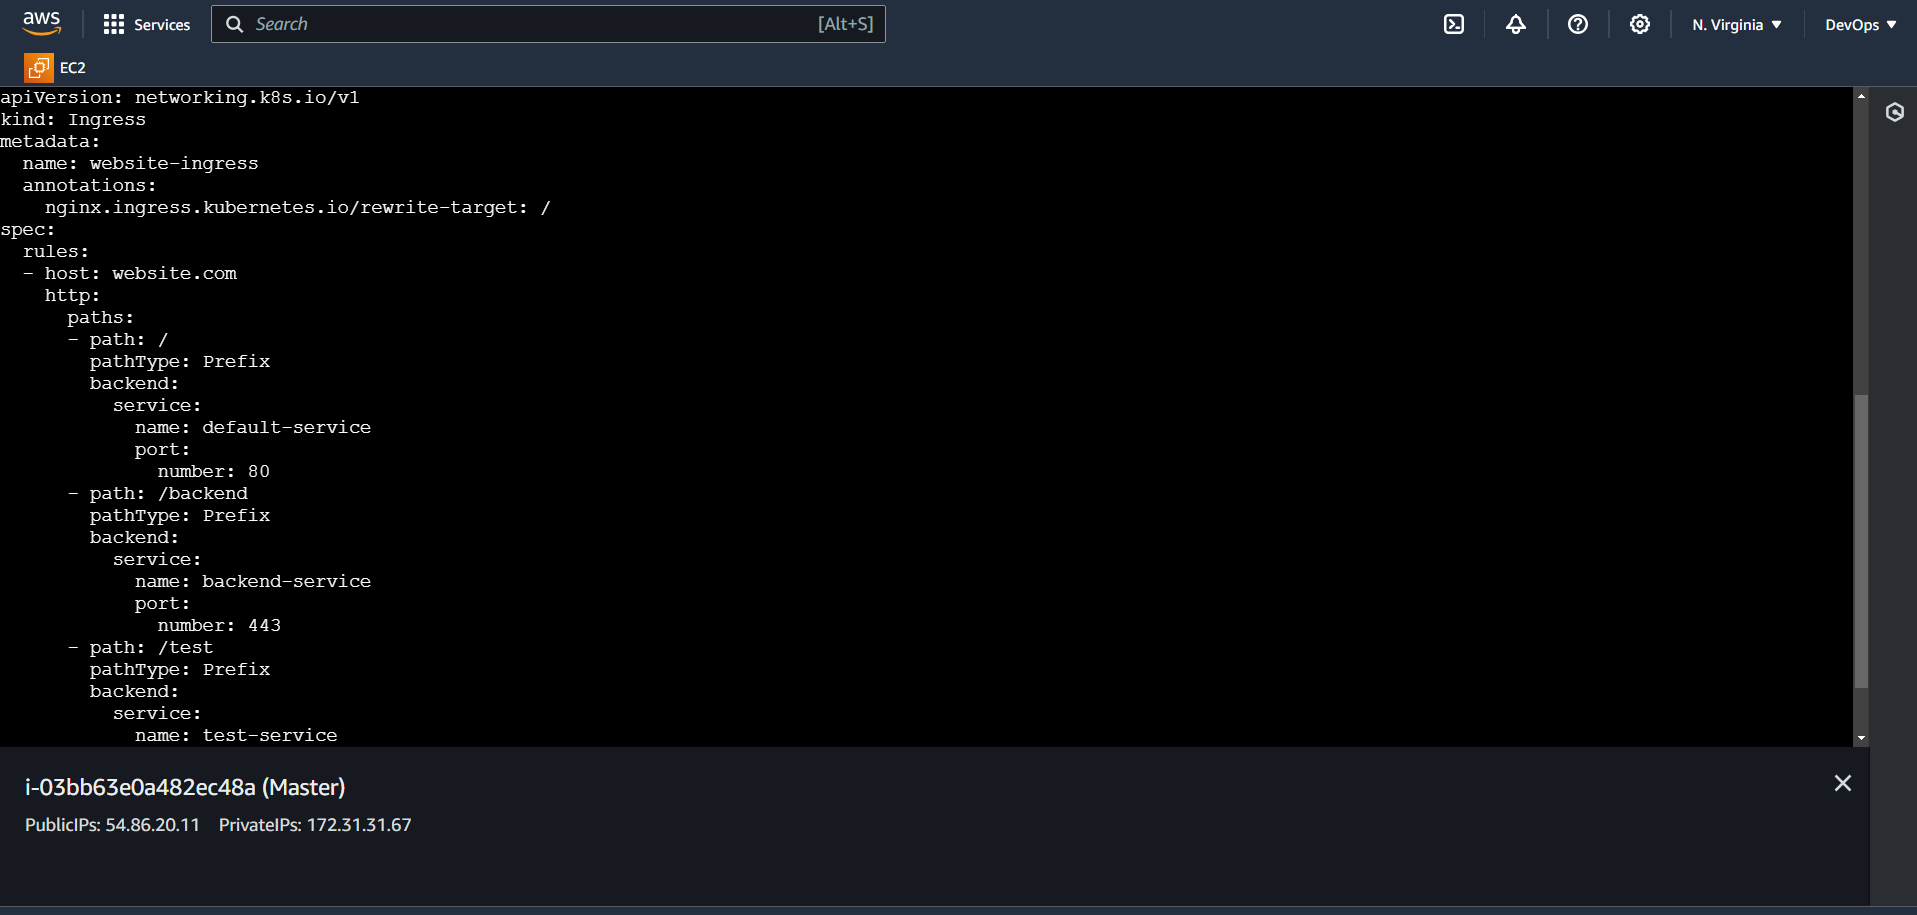 aws
Services
Search
[Alt+S]
N. Virginia
DevOps
EC2
apiVersion: networking.k8s.io/v1
kind: Ingress
metadata:
  name: website-ingress
  annotations:
    nginx.ingress.kubernetes.io/rewrite-target: /
spec:
  rules:
  - host: website.com
    http:
      paths:
      - path: /
        pathType: Prefix
        backend:
          service:
            name: default-service
            port:
              number: 80
      - path: /backend
        pathType: Prefix
        backend:
          service:
            name: backend-service
            port:
              number: 443
      - path: /test
        pathType: Prefix
        backend:
          service:
            name: test-service
i-03bb63e0a482ec48a (Master)
PublicIPs: 54.86.20.11 PrivateIPs: 172.31.31.67